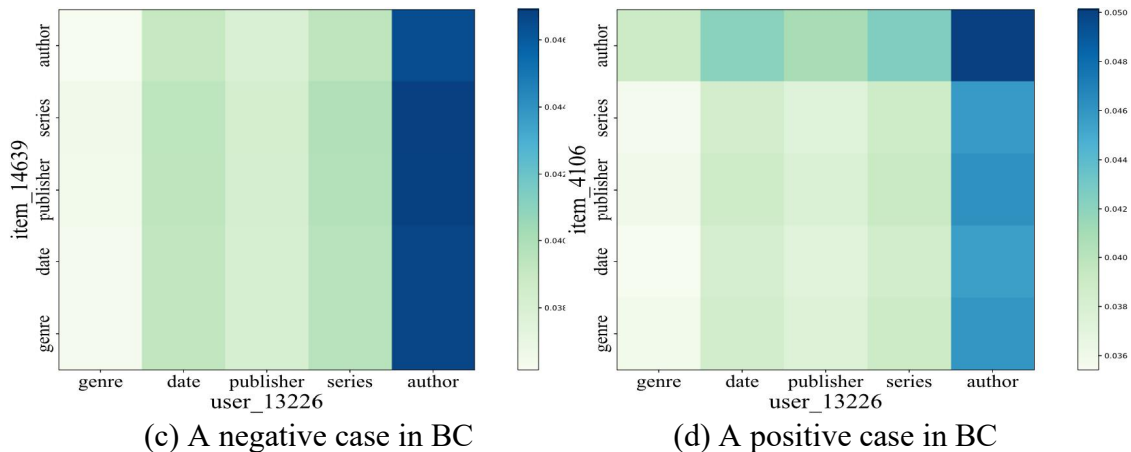 author
series
publisher
date
genre
item_14639
genre date publisher series author
user_13226
0.046
0.044
0.042
0.040
0.038
(c) A negative case in BC
author
series
publisher
date
genre
item_4106
genre date publisher series author
user_13226
0.050
0.048
0.046
0.044
0.042
0.040
0.038
0.036
(d) A positive case in BC